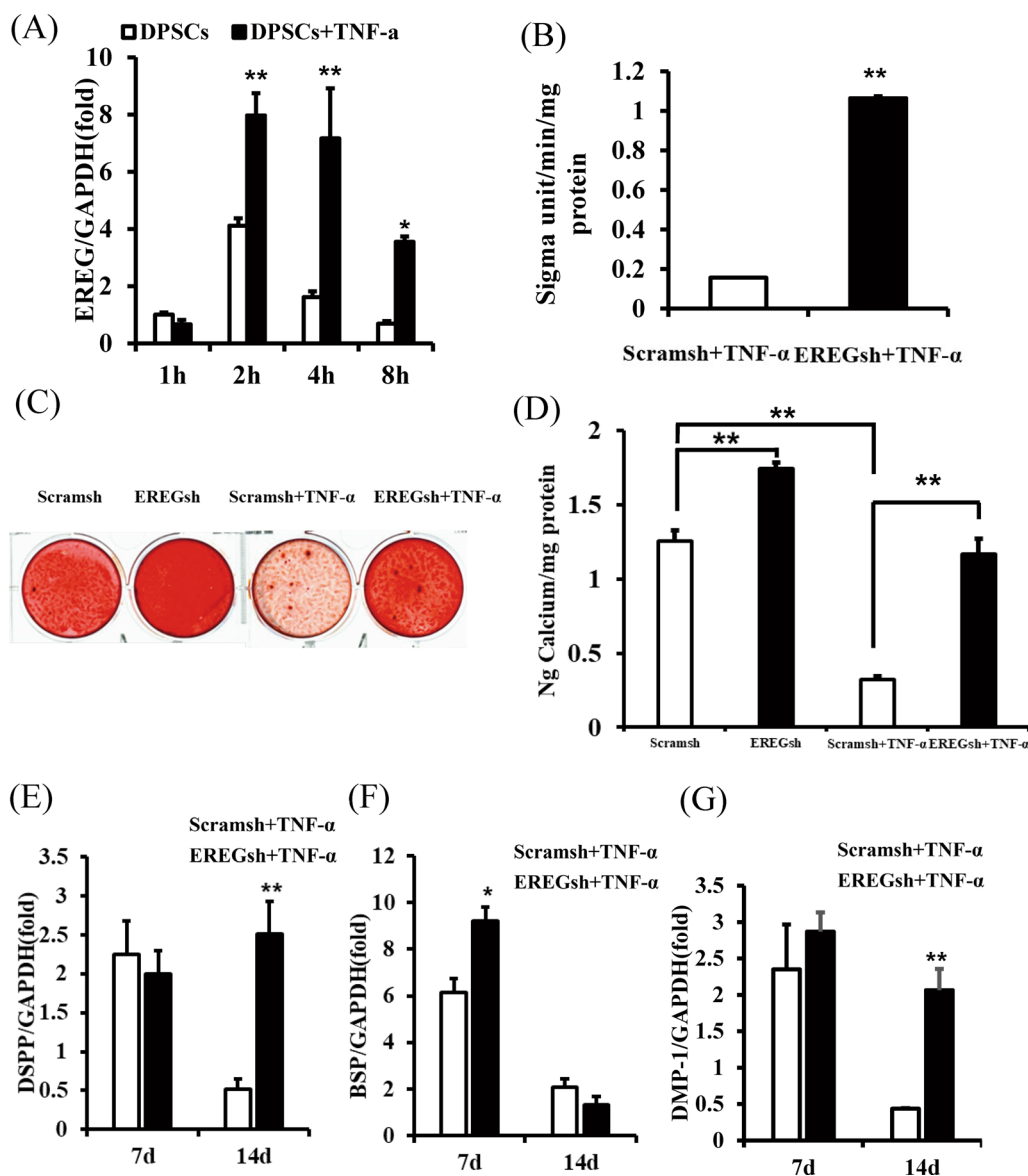 (A)
DPSCs DPSCs+TNF-a
EREG/GAPDH(fold)
10
8
6
4
2
0
** ** *
1h 2h 4h 8h
(B)
Sigma unit/min/mg
protein
1.2
1
0.8
0.6
0.4
0.2
0
**
Scramsh+TNF-α EREGsh+TNF-α
(C)
Scramsh EREGsh Scramsh+TNF-α EREGsh+TNF-α
(D)
Ng Calcium/mg protein
2
1.5
1
0.5
0
**
**
**
Scramsh EREGsh Scramsh+TNF-α EREGsh+TNF-α
(E)
Scramsh+TNF-α
EREGsh+TNF-α
DSPP/GAPDH(fold)
3.5
3
2.5
2
1.5
1
0.5
0
**
7d 14d
(F)
Scramsh+TNF-α
EREGsh+TNF-α
BSP/GAPDH(fold)
12
10
8
6
4
2
0
*
7d 14d
(G)
Scramsh+TNF-α
EREGsh+TNF-α
DMP-1/GAPDH(fold)
3.5
3
2.5
2
1.5
1
0.5
0
**
7d 14d